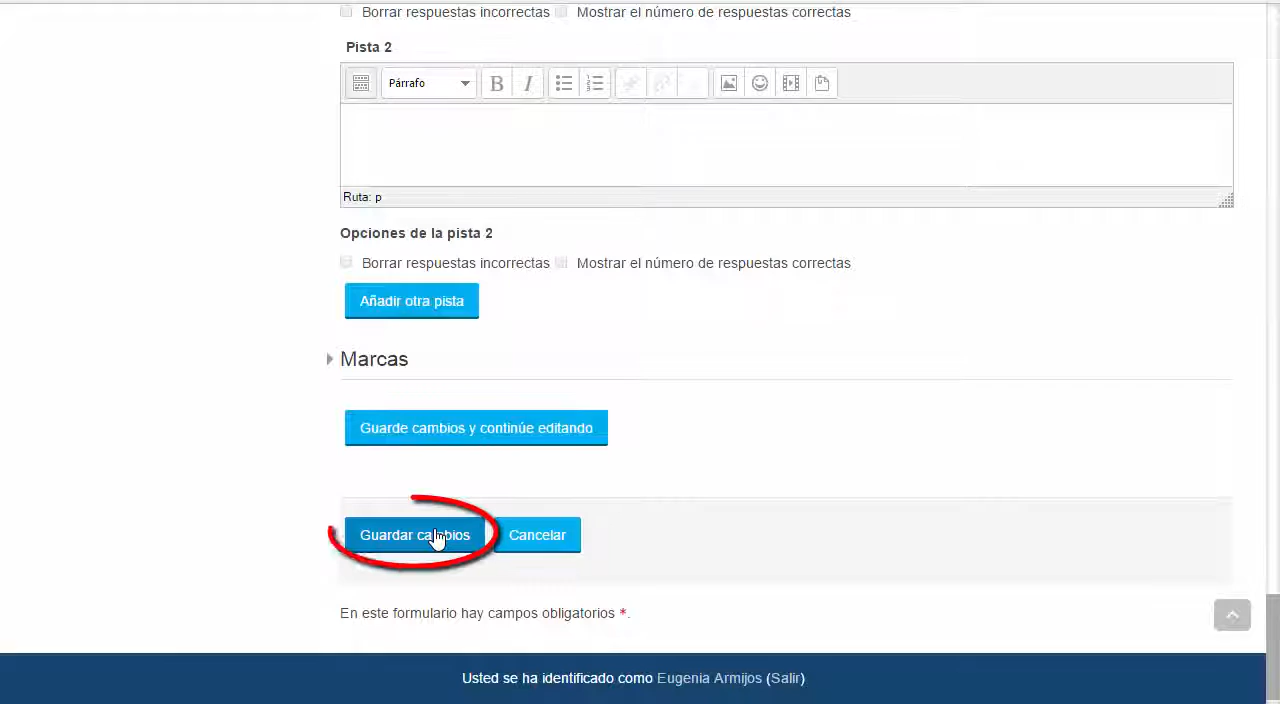 Borrar respuestas incorrectas Mostrar el número de respuestas correctas
Pista 2
Párrafo B I
Ruta: p
Opciones de la pista 2
Borrar respuestas incorrectas Mostrar el número de respuestas correctas
Añadir otra pista
Marcas
Guarde cambios y continúe editando
Guardar cambios Cancelar
En este formulario hay campos obligatorios *.
Usted se ha identificado como Eugenia Armijos (Salir)